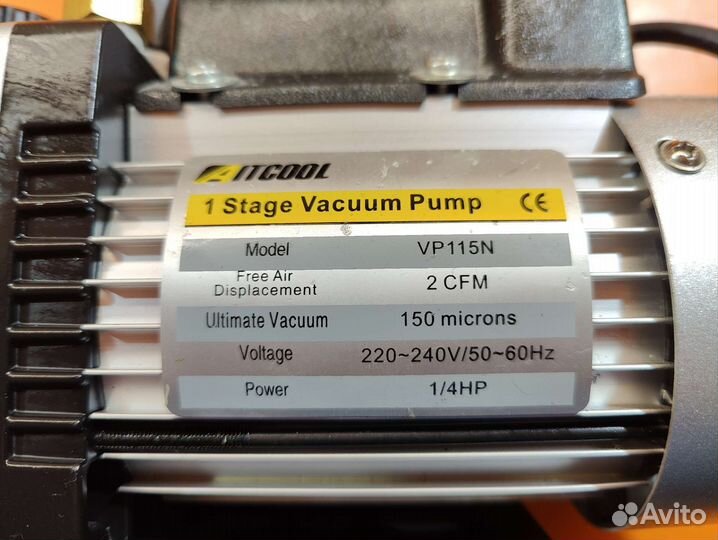 AITCOOL
1 Stage Vacuum Pump CE
Model VP115N
Free Air
Displacement 2 CFM
Ultimate Vacuum 150 microns
Voltage 220~240V/50~60Hz
Power 1/4HP
Avito